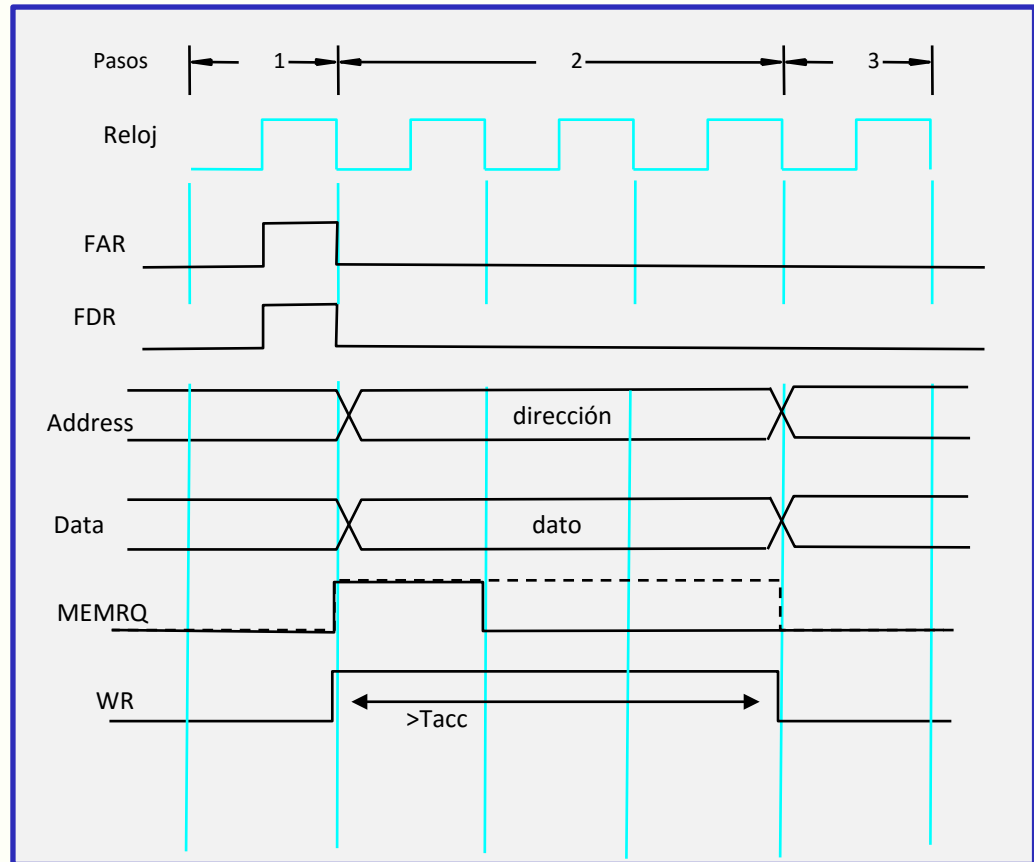 Pasos 1 2 3
Reloj
FAR
FDR
Address dirección
Data dato
MEMRQ
WR
>Tacc